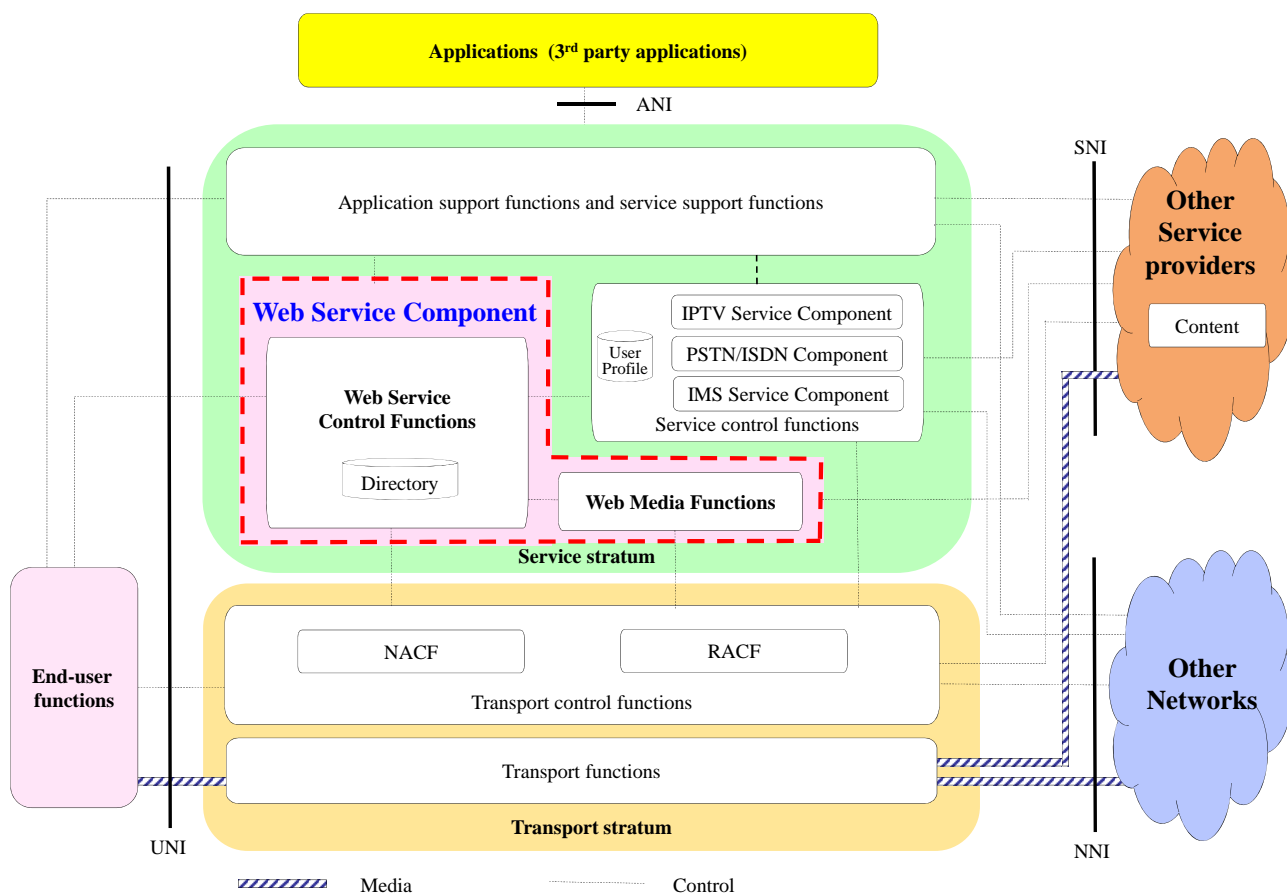 Applications (3rd party applications)
ANI
SNI
Application support functions and service support functions
Other
Service
providers
Content
Web Service Component
Web Service
Control Functions
Directory
User
Profile
IPTV Service Component
PSTN/ISDN Component
IMS Service Component
Service control functions
Web Media Functions
Service stratum
End-user
functions
NACF
RACF
Transport control functions
Other
Networks
Transport functions
Transport stratum
UNI
NNI
Media
Control